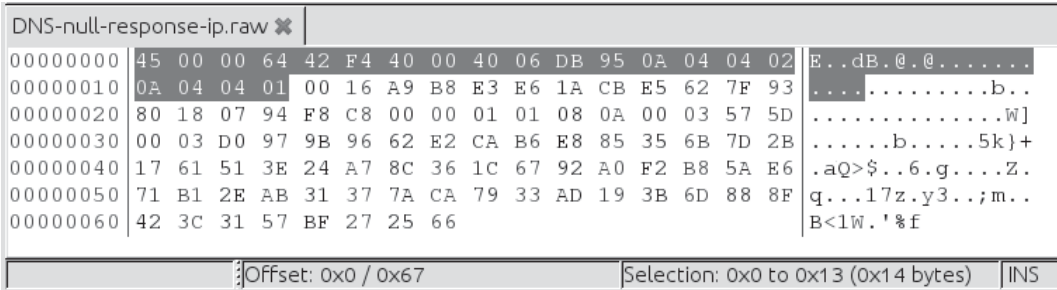 DNS-null-response-ip.raw ✖
00000000 45 00 00 64 42 F4 40 00 40 06 DB 95 0A 04 04 02 E..dB.@.@.......
00000010 0A 04 04 01 00 16 A9 B8 E3 E6 1A CB E5 62 7F 93 .............b..
00000020 80 18 07 94 F8 C8 00 00 01 01 08 0A 00 03 57 5D ..............W]
00000030 00 03 D0 97 9B 96 62 E2 CA B6 E8 85 35 6B 7D 2B ......b.....5k}+
00000040 17 61 51 3E 24 A7 8C 36 1C 67 92 A0 F2 B8 5A E6 .aQ>$..6.g....Z.
00000050 71 B1 2E AB 31 37 7A CA 79 33 AD 19 3B 6D 88 8F q...17z.y3..;m..
00000060 42 3C 31 57 BF 27 25 66 B<1W.'%f
Offset: 0x0 / 0x67 Selection: 0x0 to 0x13 (0x14 bytes) INS